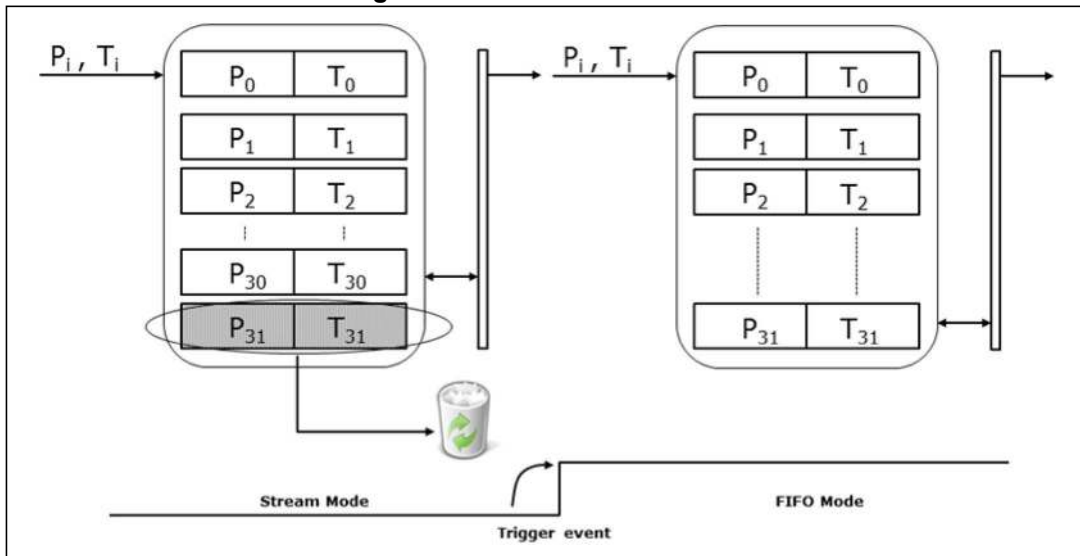 Pi , Ti
P0 T0
P1 T1
P2 T2
P30 T30
P31 T31
Pi , Ti
P0 T0
P1 T1
P2 T2
P31 T31
Stream Mode
Trigger event
FIFO Mode